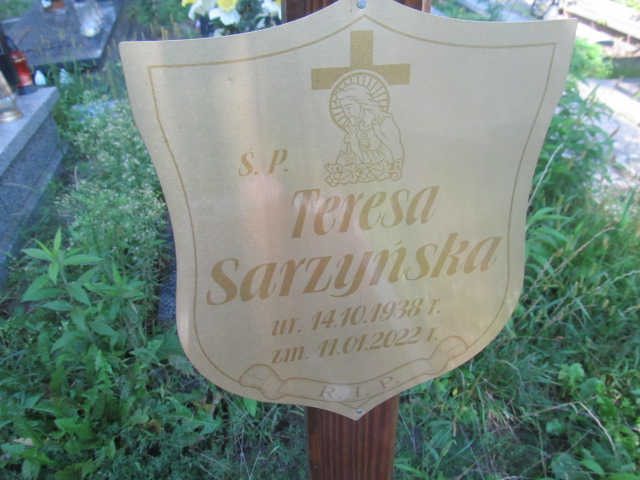 Ś. P.
Teresa
Sarzyńska
ur. 14.10.1938 r.
zm. 11.01.2022 r.
R. I. P.